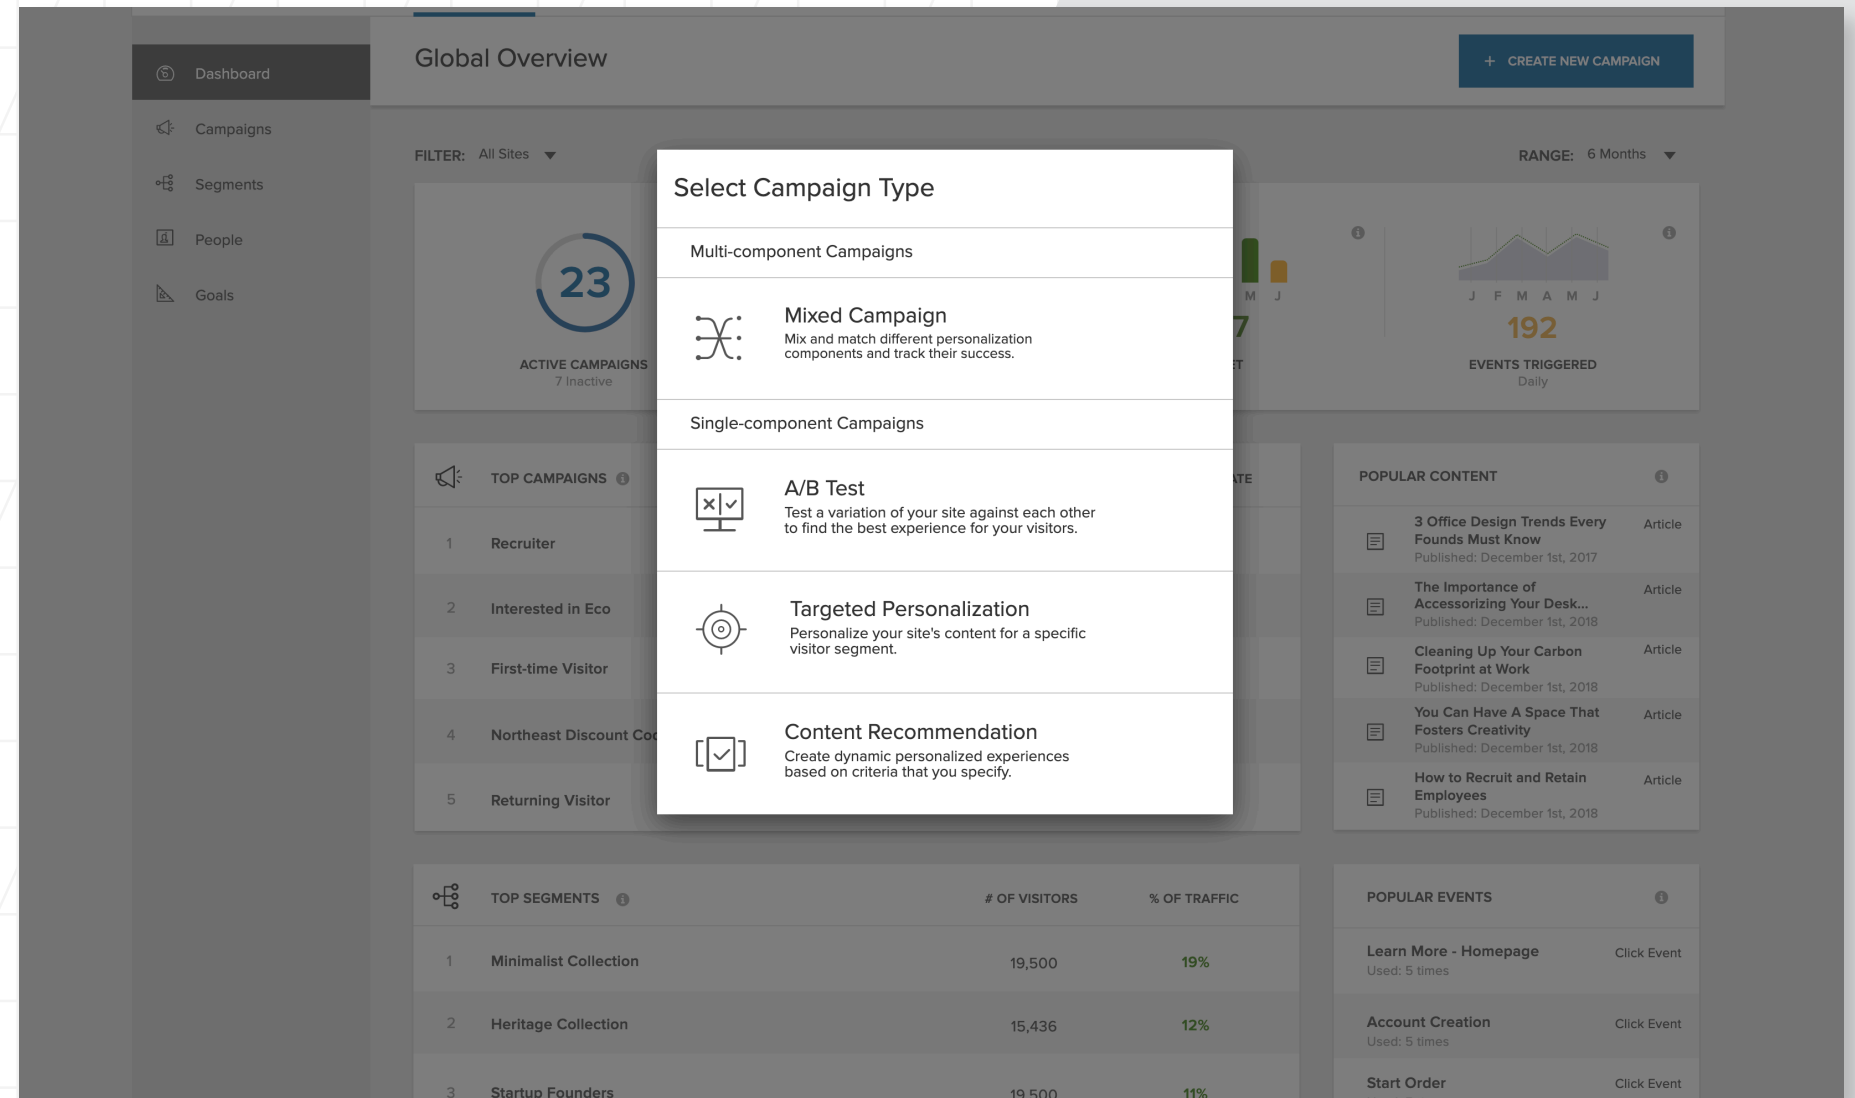 Global Overview
+ CREATE NEW CAMPAIGN
Dashboard
Campaigns
Segments
People
Goals
FILTER: All Sites
RANGE: 6 Months
Select Campaign Type
Multi-component Campaigns
Mixed Campaign
Mix and match different personalization
components and track their success.
Single-component Campaigns
A/B Test
Test a variation of your site against each other
to find the best experience for your visitors.
Targeted Personalization
Personalize your site's content for a specific
visitor segment.
Content Recommendation
Create dynamic personalized experiences
based on criteria that you specify.
23
ACTIVE CAMPAIGNS
7 Inactive
M J
7
J F M A M J
192
EVENTS TRIGGERED
Daily
TOP CAMPAIGNS
1 Recruiter
2 Interested in Eco
3 First-time Visitor
4 Northeast Discount
5 Returning Visitor
POPULAR CONTENT
3 Office Design Trends Every Article
Founds Must Know
Published: December 1st, 2017
The Importance of Article
Accessorizing Your Desk...
Published: December 1st, 2018
Cleaning Up Your Carbon Article
Footprint at Work
Published: December 1st, 2018
You Can Have A Space That Article
Fosters Creativity
Published: December 1st, 2018
How to Recruit and Retain Article
Employees
Published: December 1st, 2018
TOP SEGMENTS # OF VISITORS % OF TRAFFIC
1 Minimalist Collection 19,500 19%
2 Heritage Collection 15,436 12%
3 Startup Founders 19,500 11%
POPULAR EVENTS
Learn More - Homepage Click Event
Used: 5 times
Account Creation Click Event
Used: 5 times
Start Order Click Event